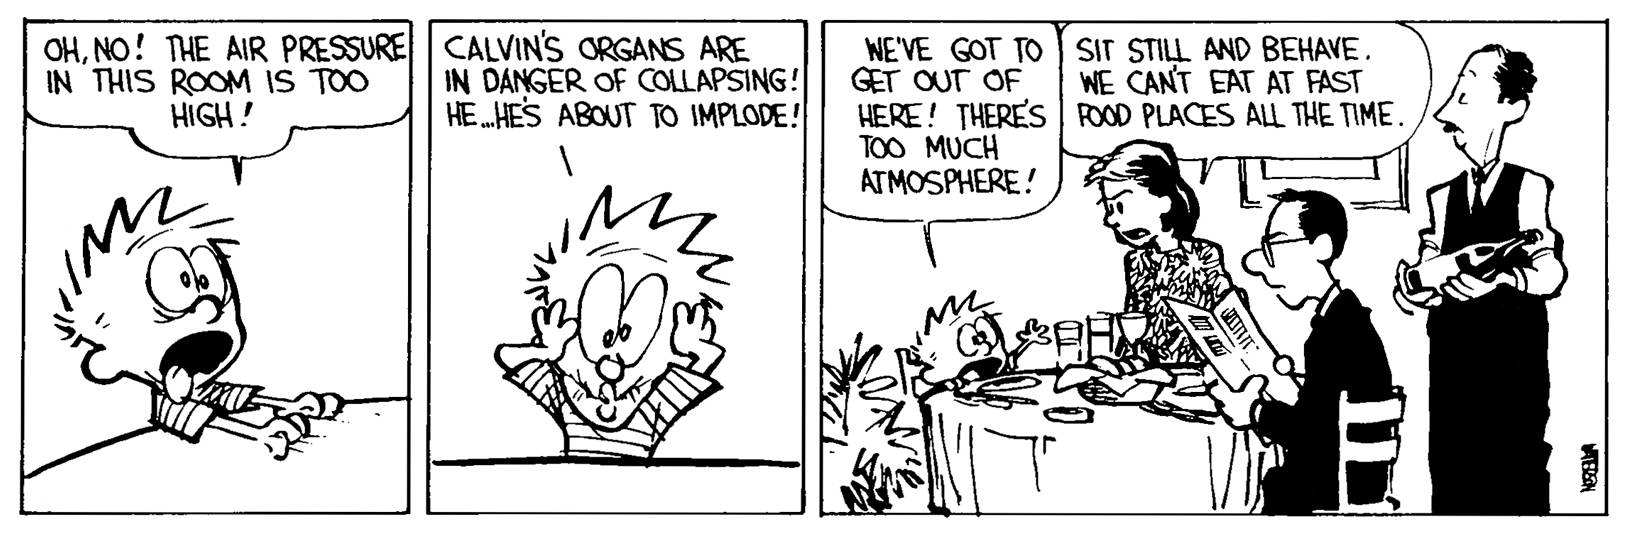 OH, NO! THE AIR PRESSURE
IN THIS ROOM IS TOO
HIGH!
CALVIN'S ORGANS ARE
IN DANGER OF COLLAPSING!
HE...HE'S ABOUT TO IMPLODE!
WE'VE GOT TO
GET OUT OF
HERE! THERE'S
TOO MUCH
ATMOSPHERE!
SIT STILL AND BEHAVE.
WE CAN'T EAT AT FAST
FOOD PLACES ALL THE TIME.
WATTERSON